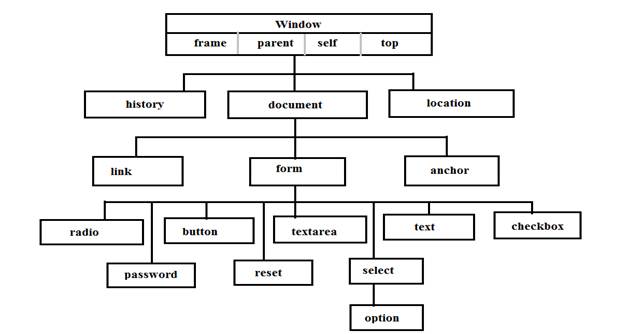 Window
frame parent self top
history document location
link form anchor
radio button textarea text checkbox
password reset select
option